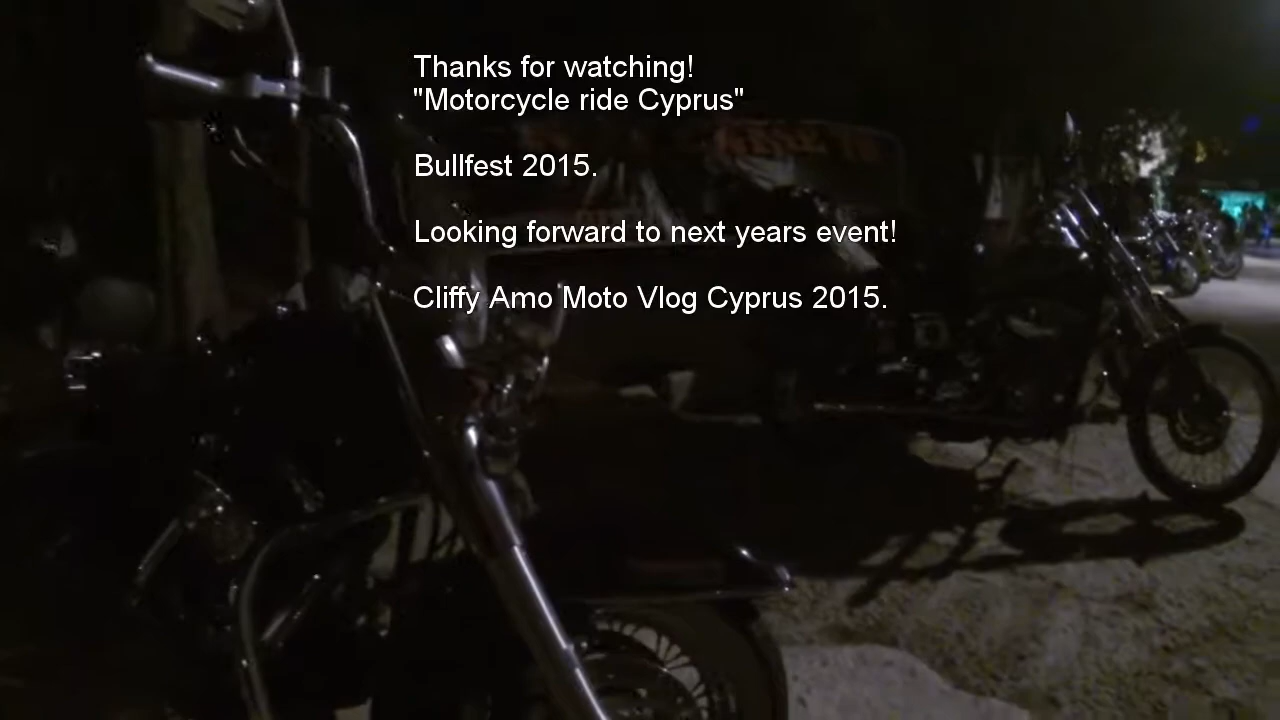 Thanks for watching!
"Motorcycle ride Cyprus"
Bullfest 2015.
Looking forward to next years event!
Cliffy Amo Moto Vlog Cyprus 2015.